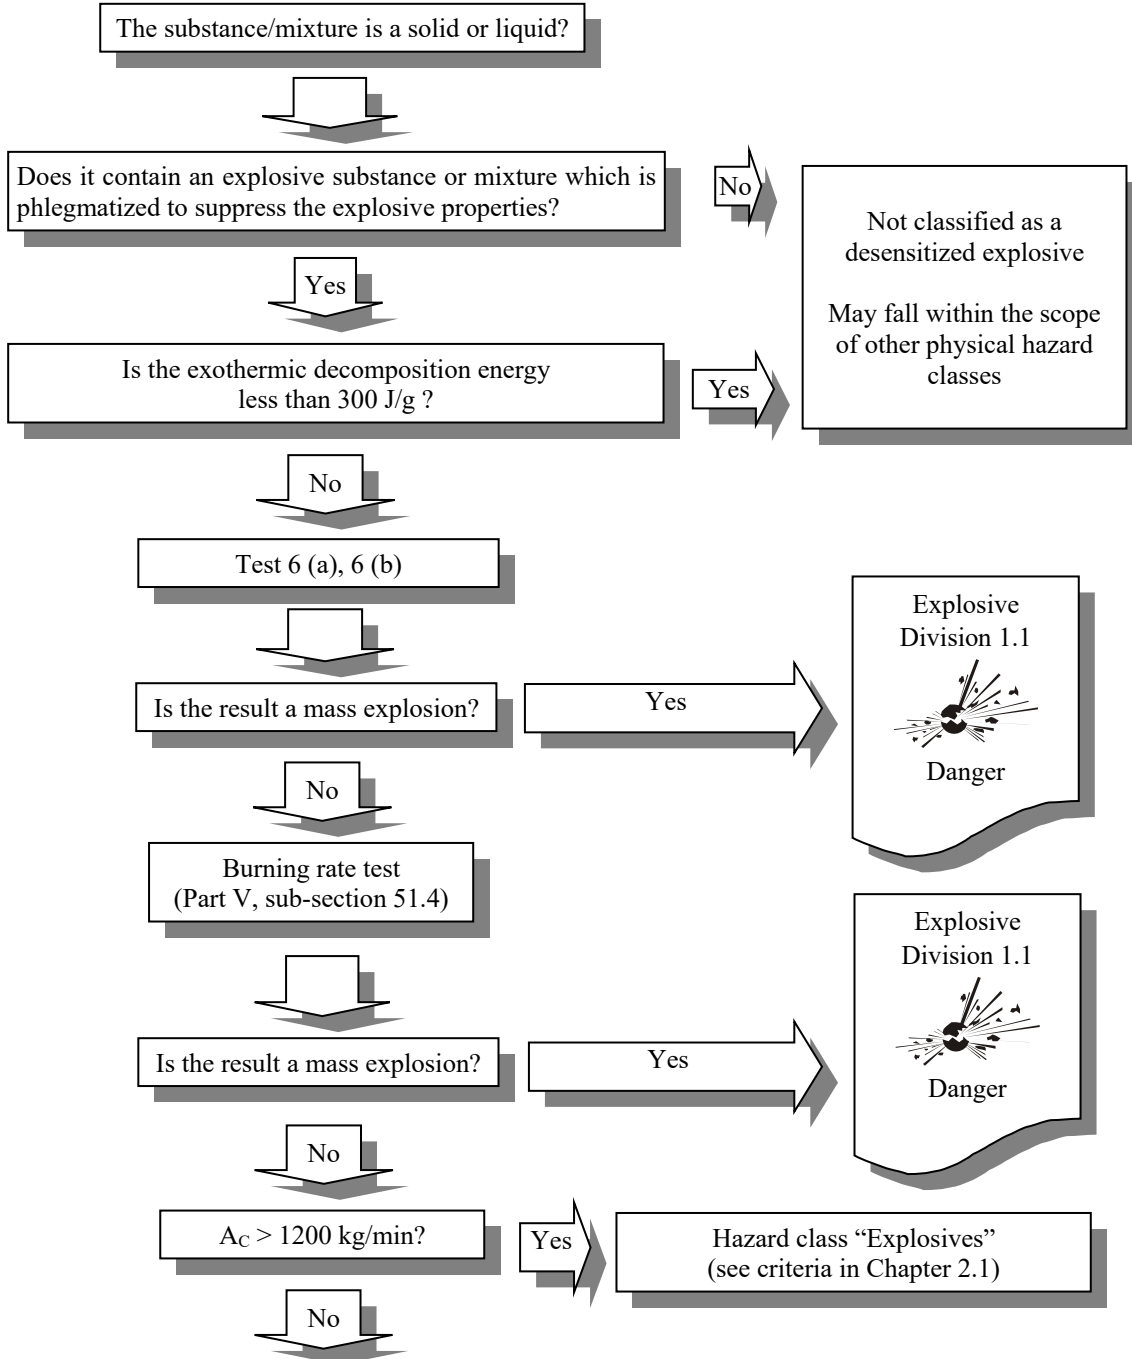 The substance/mixture is a solid or liquid?
Does it contain an explosive substance or mixture which is
phlegmatized to suppress the explosive properties?
No
Not classified as a
desensitized explosive
May fall within the scope
of other physical hazard
classes
Yes
Is the exothermic decomposition energy
less than 300 J/g ?
Yes
No
Test 6 (a), 6 (b)
Is the result a mass explosion?
Yes
Explosive
Division 1.1
Danger
No
Burning rate test
(Part V, sub-section 51.4)
Is the result a mass explosion?
Yes
Explosive
Division 1.1
Danger
No
AC > 1200 kg/min?
Yes
Hazard class “Explosives”
(see criteria in Chapter 2.1)
No